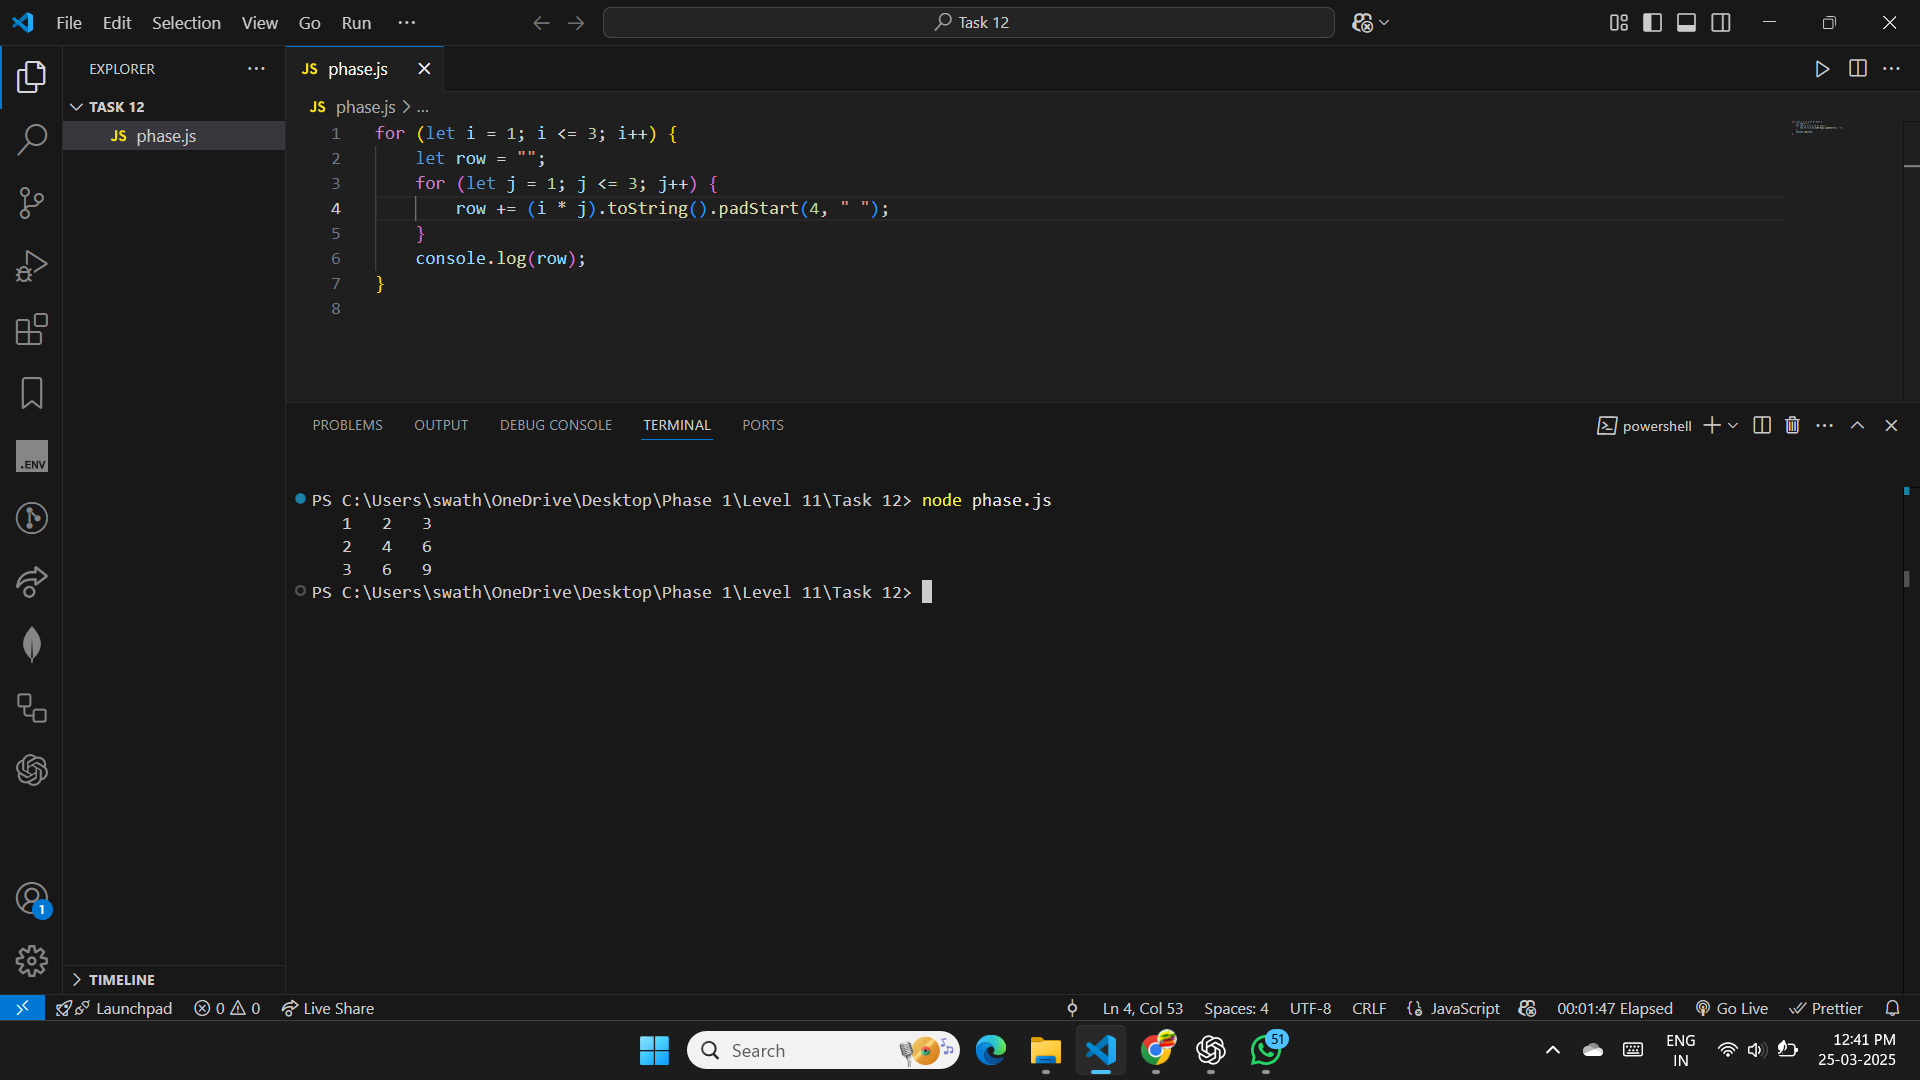 File Edit Selection View Go Run ···
Task 12
EXPLORER ···
TASK 12
JS phase.js
TIMELINE
JS phase.js
JS phase.js > ...
1 for (let i = 1; i <= 3; i++) {
2 let row = "";
3 for (let j = 1; j <= 3; j++) {
4 row += (i * j).toString().padStart(4, " ");
5 }
6 console.log(row);
7 }
8
PROBLEMS OUTPUT DEBUG CONSOLE TERMINAL PORTS
powershell
PS C:\Users\swath\OneDrive\Desktop\Phase 1\Level 11\Task 12> node phase.js
1 2 3
2 4 6
3 6 9
PS C:\Users\swath\OneDrive\Desktop\Phase 1\Level 11\Task 12>
.ENV
1
Launchpad 0 0 Live Share
Ln 4, Col 53 Spaces: 4 UTF-8 CRLF {} JavaScript 00:01:47 Elapsed Go Live Prettier
Search
51
ENG
IN
12:41 PM
25-03-2025